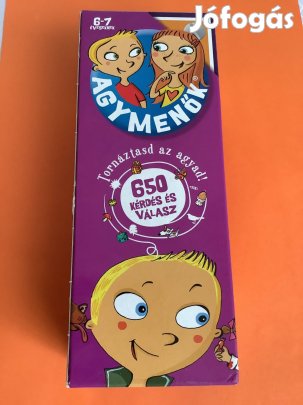 Jófogás
6-7
ÉVESEKNEK
AGYMENŐK
Tornáztasd az agyad!
650
KÉRDÉS ÉS
VÁLASZ